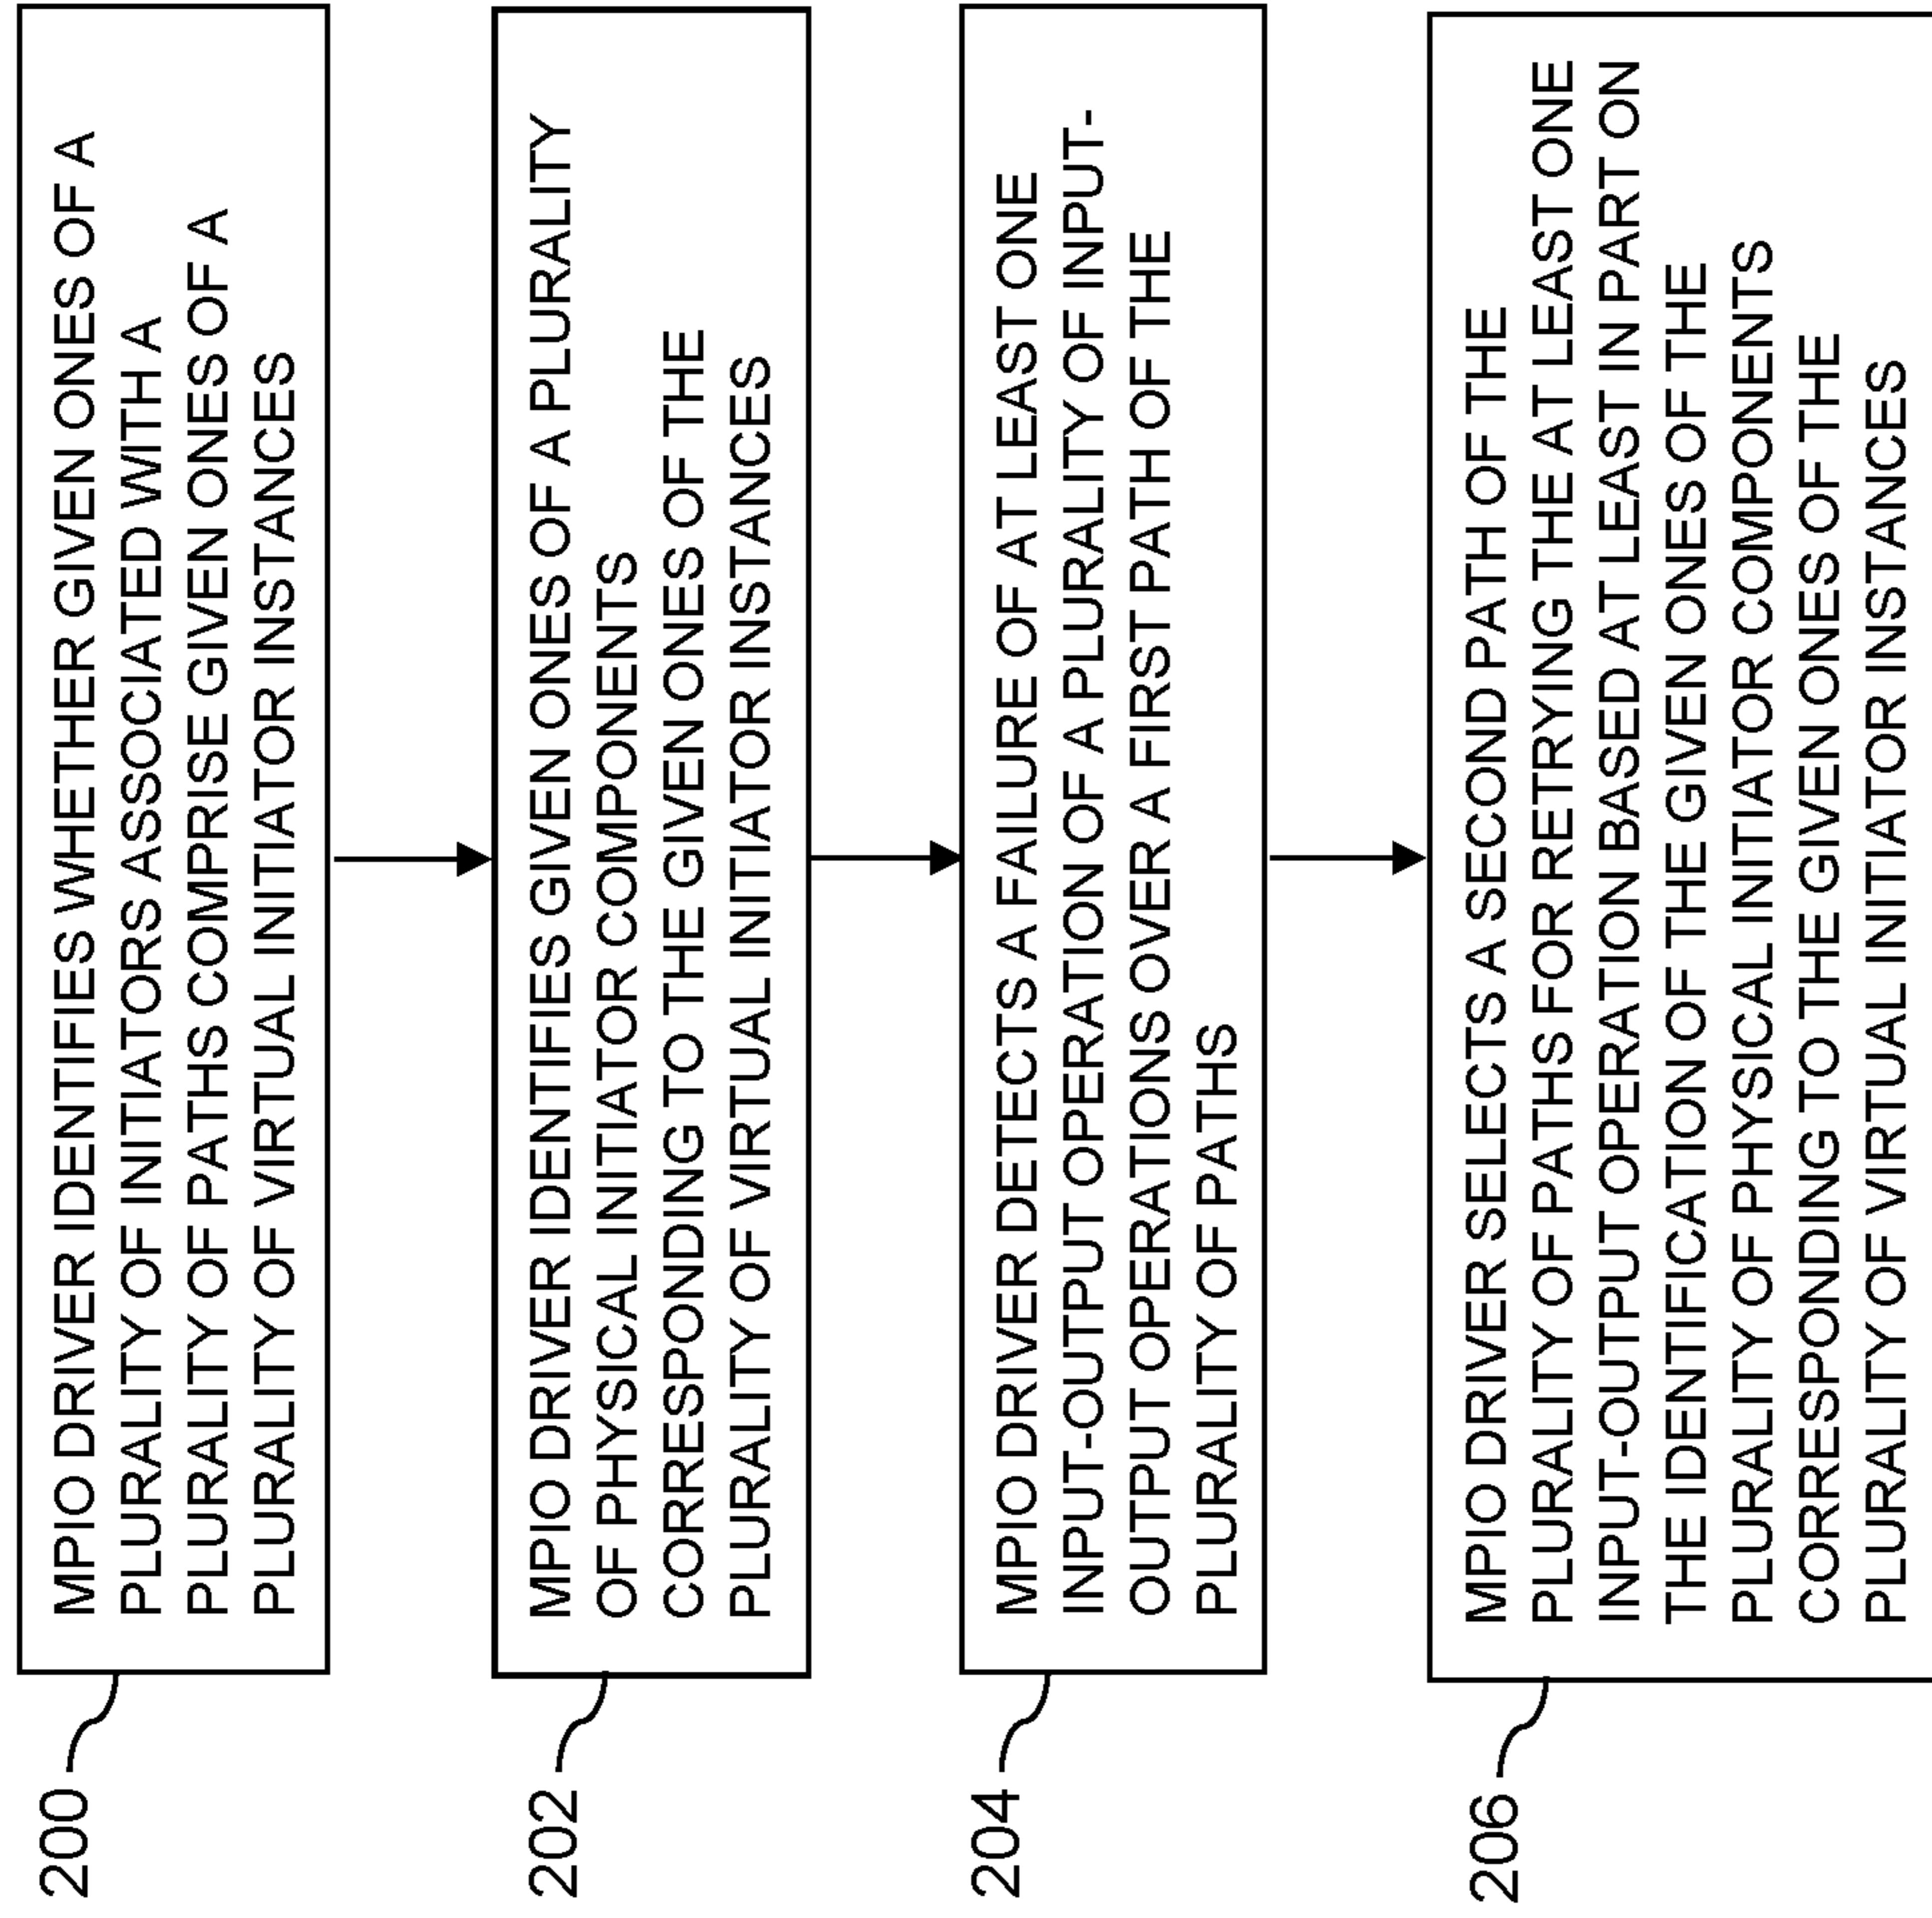 200
MPIO DRIVER IDENTIFIES WHETHER GIVEN ONES OF A
PLURALITY OF INITIATORS ASSOCIATED WITH A
PLURALITY OF PATHS COMPRISE GIVEN ONES OF A
PLURALITY OF VIRTUAL INITIATOR INSTANCES
202
MPIO DRIVER IDENTIFIES GIVEN ONES OF A PLURALITY
OF PHYSICAL INITIATOR COMPONENTS
CORRESPONDING TO THE GIVEN ONES OF THE
PLURALITY OF VIRTUAL INITIATOR INSTANCES
204
MPIO DRIVER DETECTS A FAILURE OF AT LEAST ONE
INPUT-OUTPUT OPERATION OF A PLURALITY OF INPUT-
OUTPUT OPERATIONS OVER A FIRST PATH OF THE
PLURALITY OF PATHS
206
MPIO DRIVER SELECTS A SECOND PATH OF THE
PLURALITY OF PATHS FOR RETRYING THE AT LEAST ONE
INPUT-OUTPUT OPERATION BASED AT LEAST IN PART ON
THE IDENTIFICATION OF THE GIVEN ONES OF THE
PLURALITY OF PHYSICAL INITIATOR COMPONENTS
CORRESPONDING TO THE GIVEN ONES OF THE
PLURALITY OF VIRTUAL INITIATOR INSTANCES